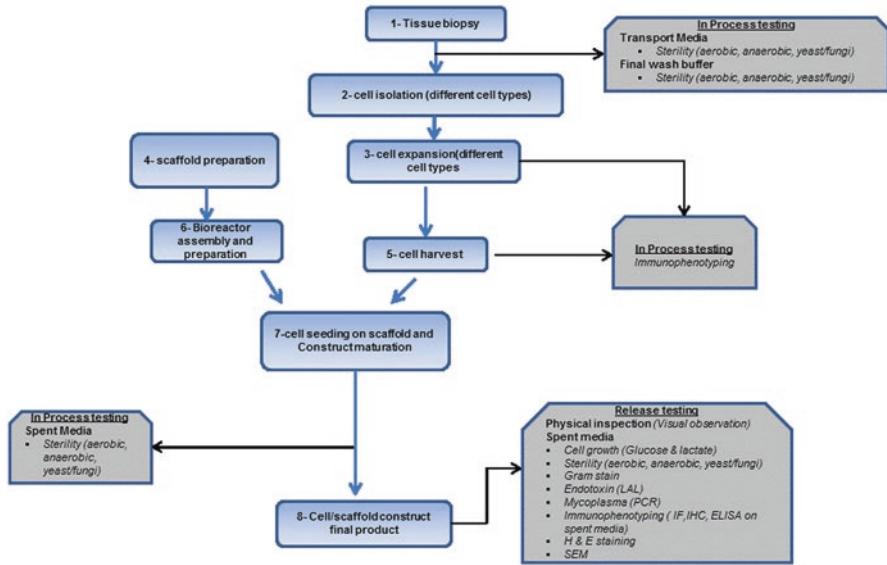 1- Tissue biopsy
In Process testing
Transport Media
▪ Sterility (aerobic, anaerobic, yeast/fungi)
Final wash buffer
▪ Sterility (aerobic, anaerobic, yeast/fungi)
2- cell isolation (different cell types)
3- cell expansion(different
cell types
4- scaffold preparation
6- Bioreactor
assembly and
preparation
5- cell harvest
In Process testing
Immunophenotyping
7-cell seeding on scaffold and
Construct maturation
In Process testing
Spent Media
▪ Sterility (aerobic,
anaerobic,
yeast/fungi)
Release testing
Physical inspection (Visual observation)
Spent media
▪ Cell growth (Glucose & lactate)
▪ Sterility (aerobic, anaerobic, yeast/fungi)
▪ Gram stain
▪ Endotoxin (LAL)
▪ Mycoplasma (PCR)
▪ Immunophenotyping ( IF,IHC, ELISA on
spent media)
▪ H & E staining
▪ SEM
8- Cell/scaffold construct
final product